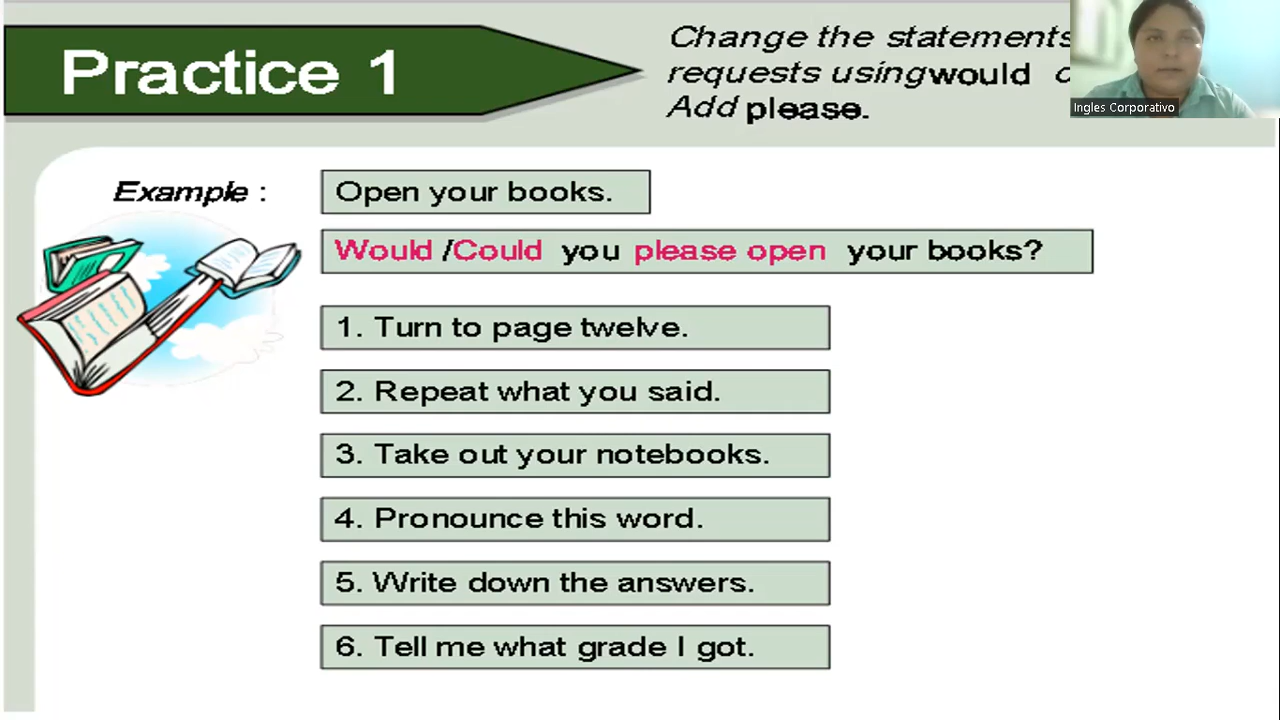 Practice 1
Change the statements
requests using would
Add please.
Ingles Corporativo
Example :
Open your books.
Would /Could you please open your books?
1. Turn to page twelve.
2. Repeat what you said.
3. Take out your notebooks.
4. Pronounce this word.
5. Write down the answers.
6. Tell me what grade I got.